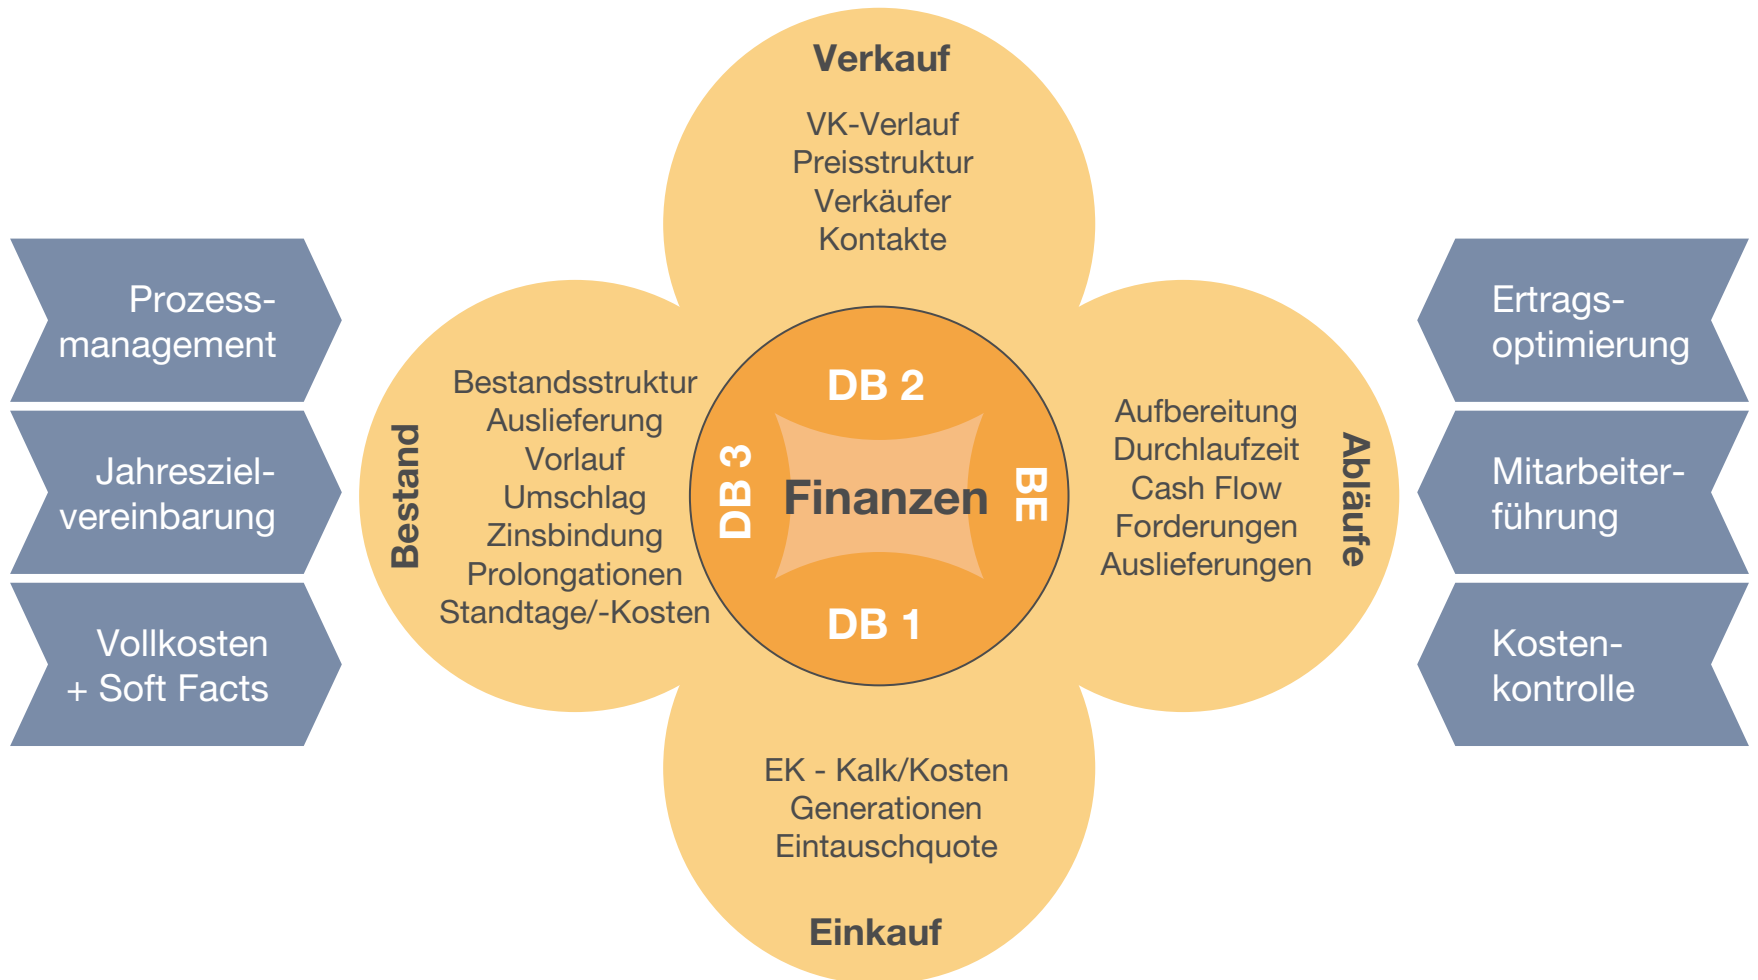 Verkauf
VK-Verlauf
Preisstruktur
Verkäufer
Kontakte
Prozess-
management
Jahresziel-
vereinbarung
Vollkosten
+ Soft Facts
Bestand
Bestandsstruktur
Auslieferung
Vorlauf
Umschlag
Zinsbindung
Prolongationen
Standtage/-Kosten
DB 2
DB 3
Finanzen
BE
DB 1
Aufbereitung
Durchlaufzeit
Cash Flow
Forderungen
Auslieferungen
Abläufe
Ertrags-
optimierung
Mitarbeiter-
führung
Kosten-
kontrolle
EK - Kalk/Kosten
Generationen
Eintauschquote
Einkauf